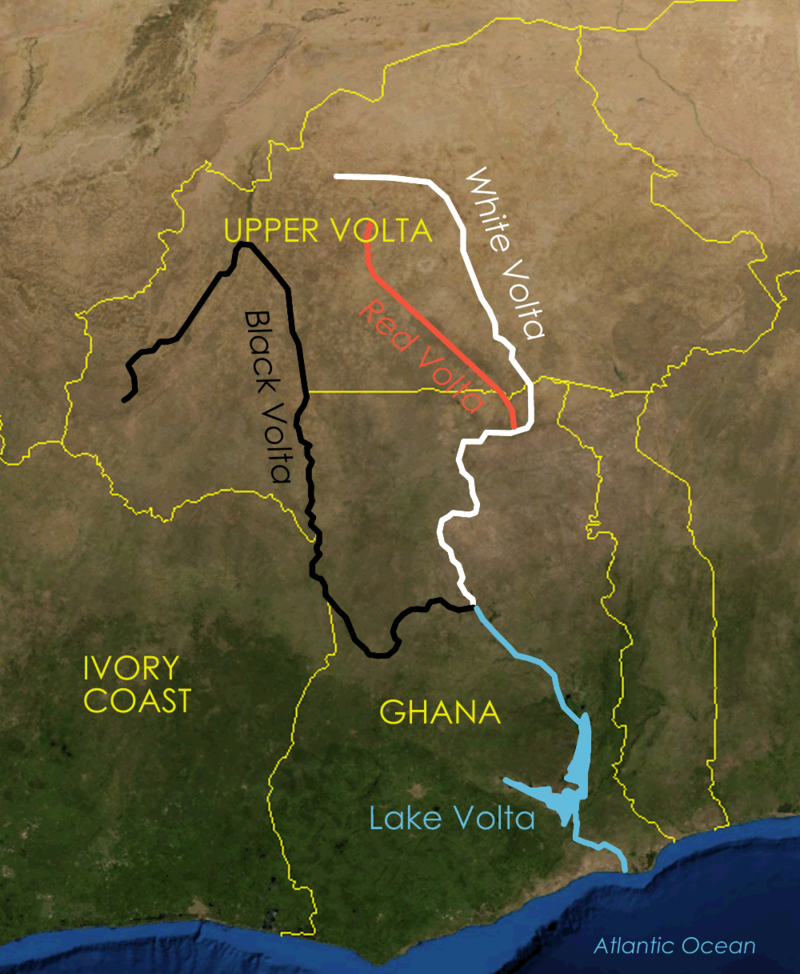 White Volta
UPPER VOLTA
Red Volta
Black Volta
IVORY
COAST
GHANA
Lake Volta
Atlantic Ocean